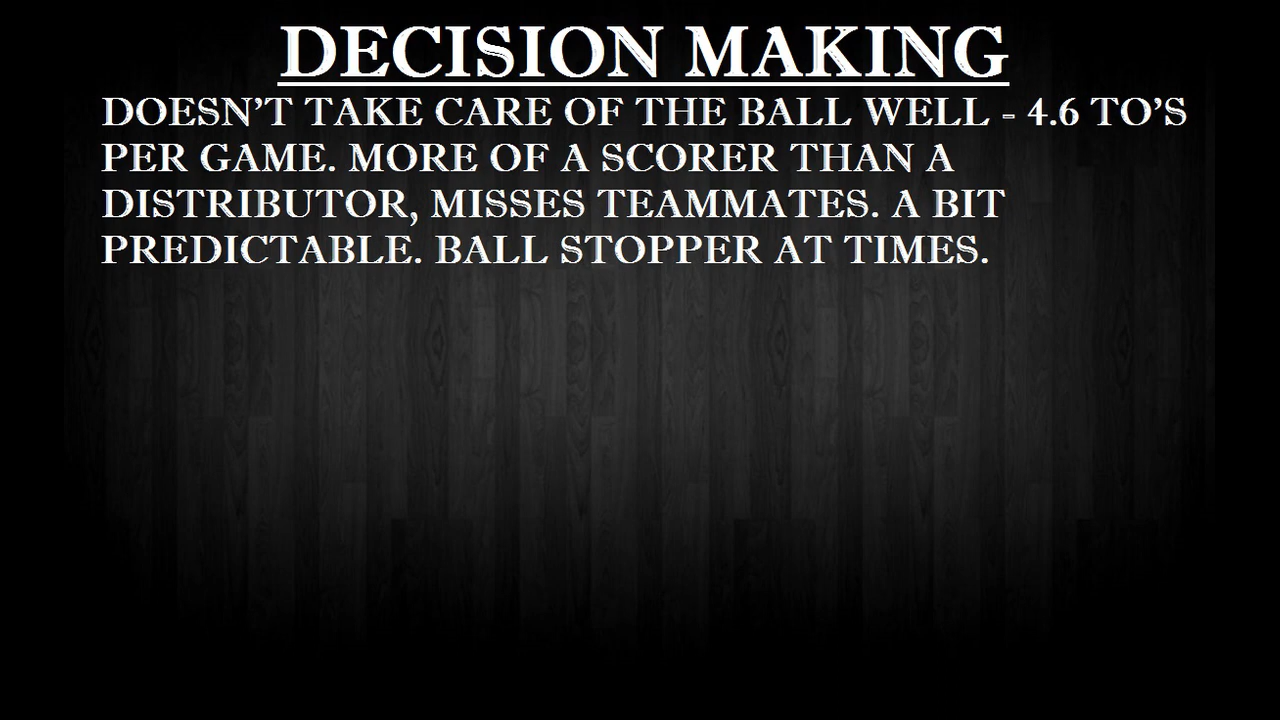 DECISION MAKING
DOESN’T TAKE CARE OF THE BALL WELL - 4.6 TO’S
PER GAME. MORE OF A SCORER THAN A
DISTRIBUTOR, MISSES TEAMMATES. A BIT
PREDICTABLE. BALL STOPPER AT TIMES.